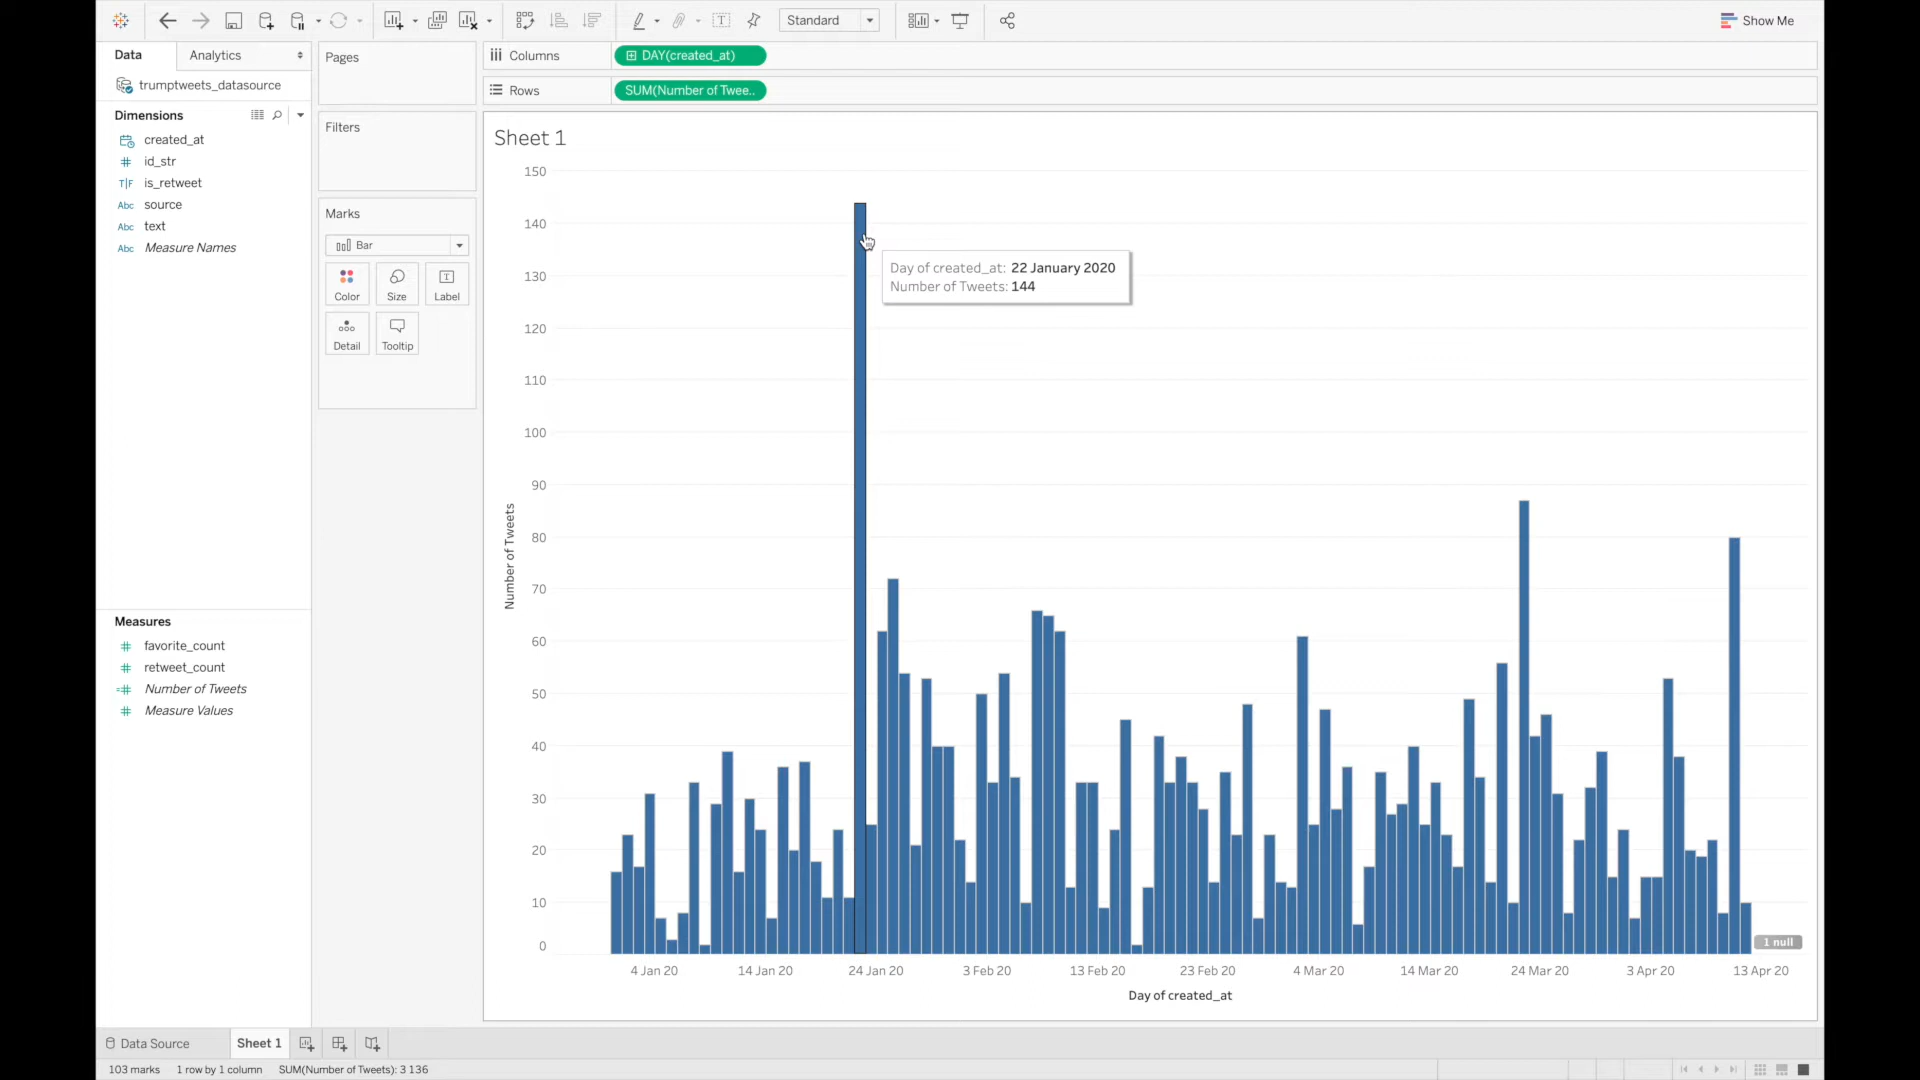 Standard
Show Me
Data
Analytics
Pages
Columns
DAY(created_at)
trumptweets_datasource
Rows
SUM(Number of Twee..
Dimensions
Filters
created_at
id_str
T|F is_retweet
Abc source
Abc text
Abc Measure Names
Marks
Bar
Color
Size
Label
Detail
Tooltip
Sheet 1
150
140
130
120
110
100
90
80
70
60
50
40
30
20
10
0
Number of Tweets
Day of created_at: 22 January 2020
Number of Tweets: 144
1 null
4 Jan 20
14 Jan 20
24 Jan 20
3 Feb 20
13 Feb 20
23 Feb 20
4 Mar 20
14 Mar 20
24 Mar 20
3 Apr 20
13 Apr 20
Day of created_at
Measures
favorite_count
retweet_count
Number of Tweets
Measure Values
Data Source
Sheet 1
103 marks
1 row by 1 column
SUM(Number of Tweets): 3 136